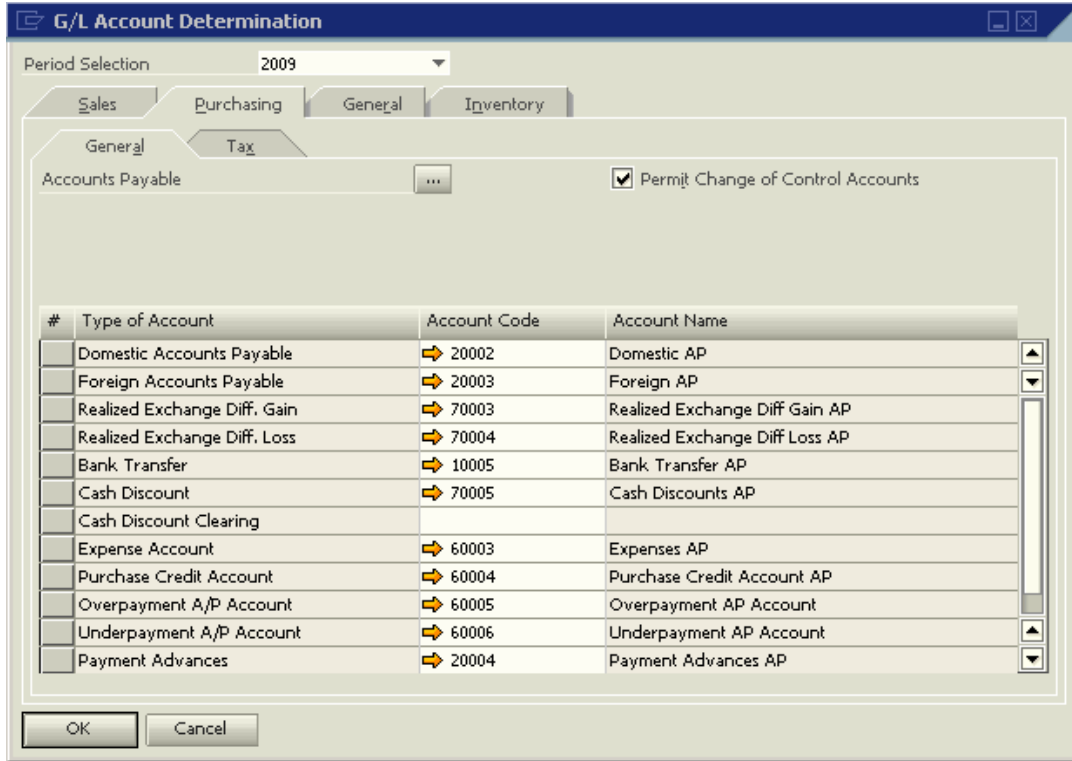 G/L Account Determination
Period Selection 2009
Sales Purchasing General Inventory
General Tax
Accounts Payable ... Permit Change of Control Accounts
# Type of Account Account Code Account Name
Domestic Accounts Payable 20002 Domestic AP
Foreign Accounts Payable 20003 Foreign AP
Realized Exchange Diff. Gain 70003 Realized Exchange Diff Gain AP
Realized Exchange Diff. Loss 70004 Realized Exchange Diff Loss AP
Bank Transfer 10005 Bank Transfer AP
Cash Discount 70005 Cash Discounts AP
Cash Discount Clearing
Expense Account 60003 Expenses AP
Purchase Credit Account 60004 Purchase Credit Account AP
Overpayment A/P Account 60005 Overpayment AP Account
Underpayment A/P Account 60006 Underpayment AP Account
Payment Advances 20004 Payment Advances AP
OK Cancel